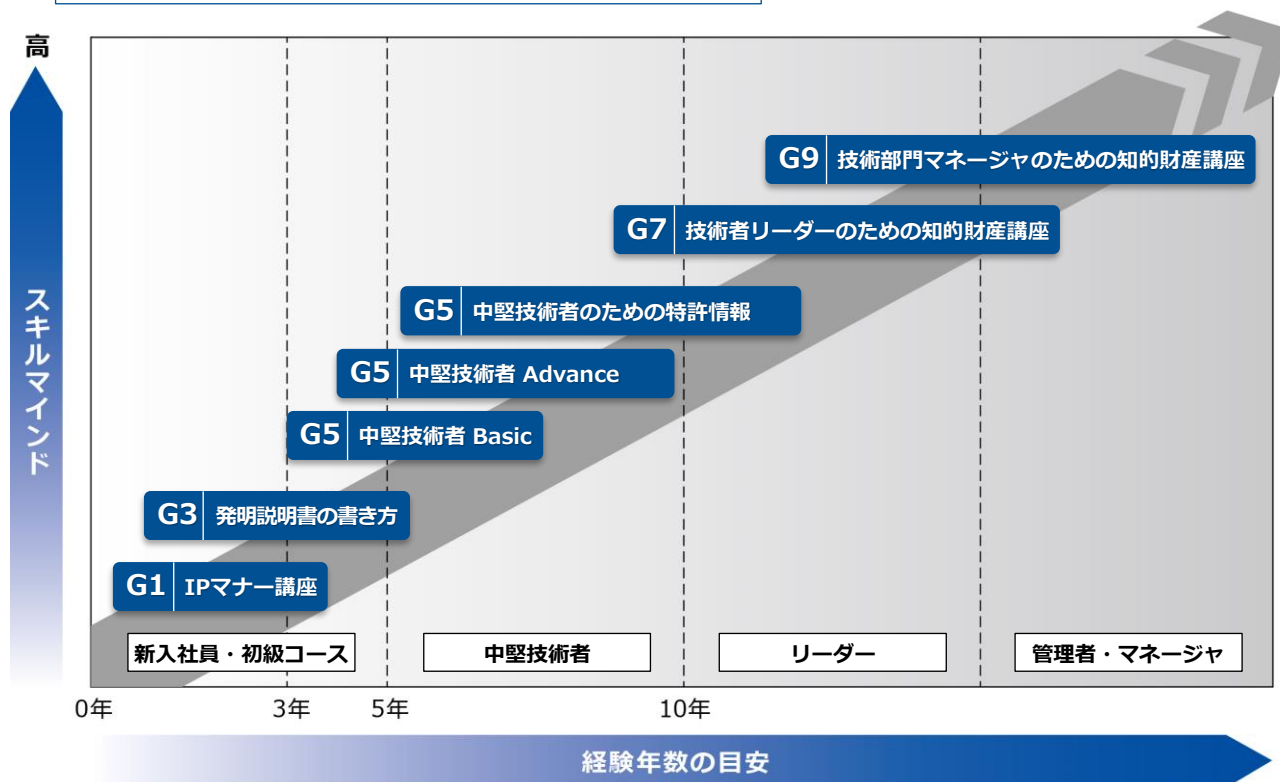 高
G9 技術部門マネージャのための知的財産講座
G7 技術者リーダーのための知的財産講座
G5 中堅技術者のための特許情報
G5 中堅技術者 Advance
G5 中堅技術者 Basic
G3 発明説明書の書き方
G1 IPマナー講座
スキルマインド
新入社員・初級コース
中堅技術者
リーダー
管理者・マネージャ
0年
3年
5年
10年
経験年数の目安